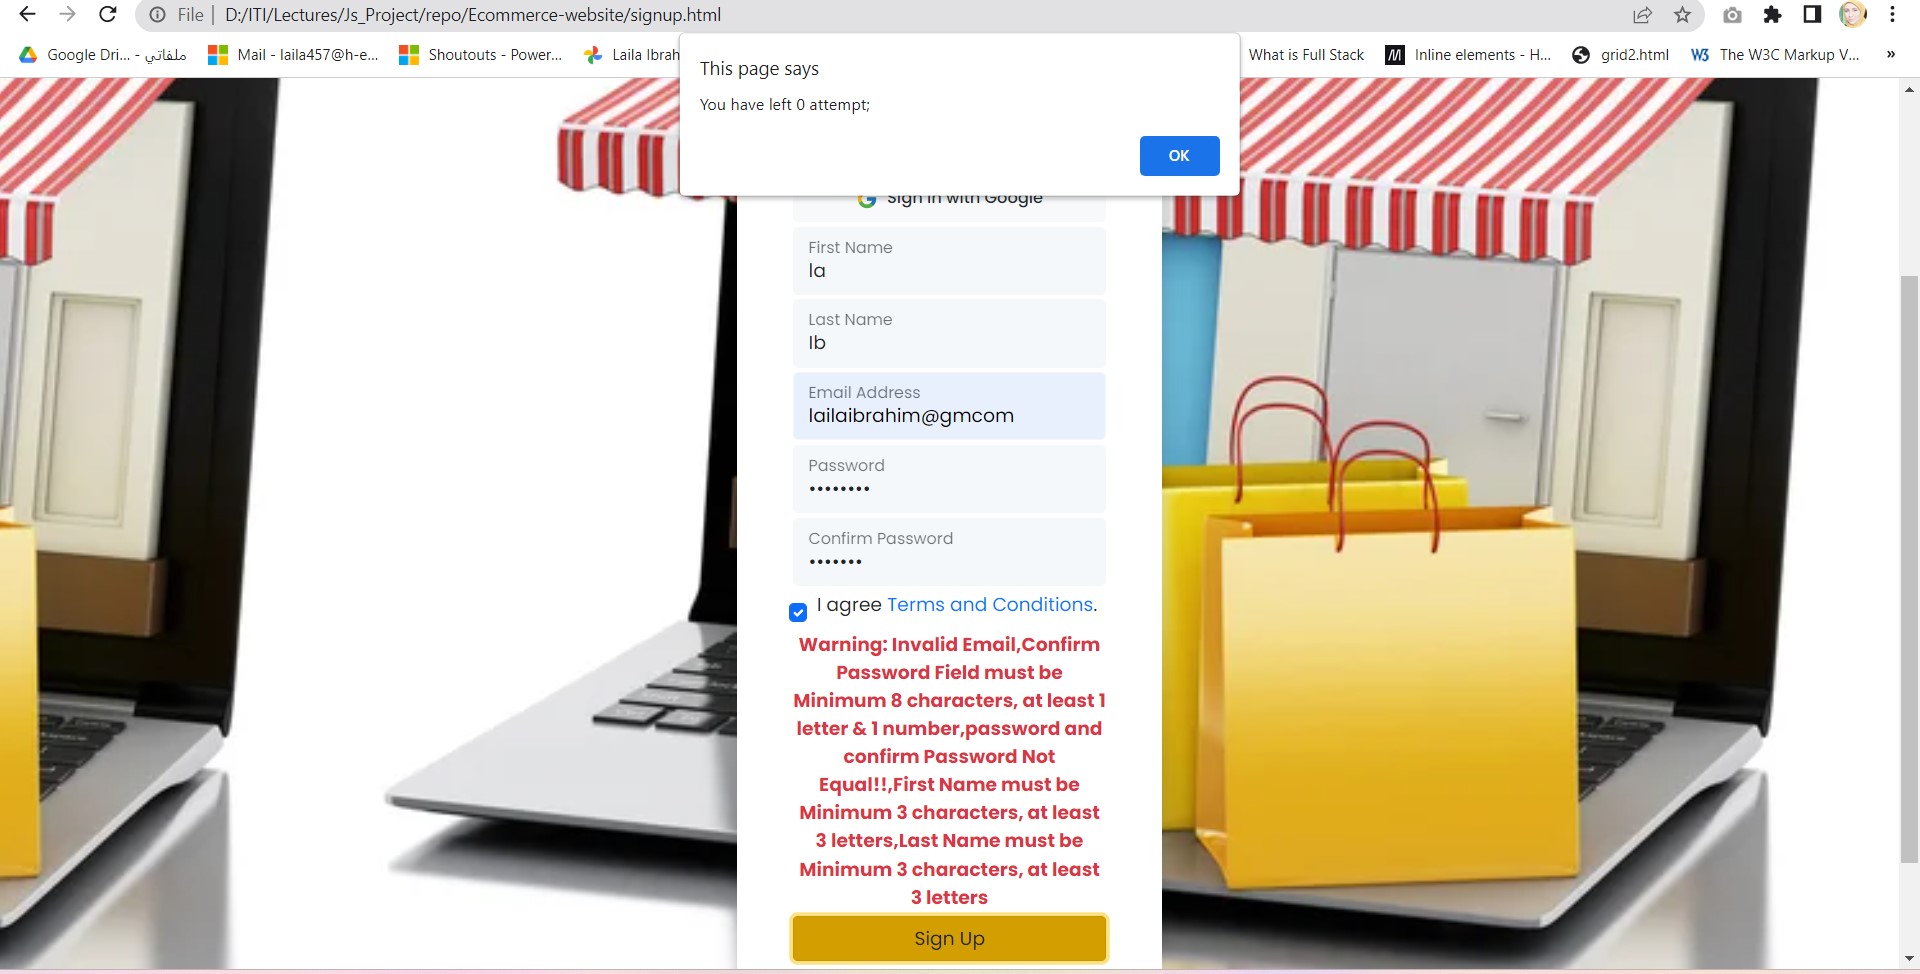 File | D:/ITI/Lectures/Js_Project/repo/Ecommerce-website/signup.html
Google Dri... - ملفاتي
Mail - laila457@h-e...
Shoutouts - Power...
Laila Ibrah
What is Full Stack
Inline elements - H...
grid2.html
W3 The W3C Markup V...
»
This page says
You have left 0 attempt;
OK
Sign in with Google
First Name
la
Last Name
Ib
Email Address
lailaibrahim@gmcom
Password
••••••••
Confirm Password
•••••••
I agree Terms and Conditions.
Warning: Invalid Email,Confirm
Password Field must be
Minimum 8 characters, at least 1
letter & 1 number,password and
confirm Password Not
Equal!!,First Name must be
Minimum 3 characters, at least
3 letters,Last Name must be
Minimum 3 characters, at least
3 letters
Sign Up